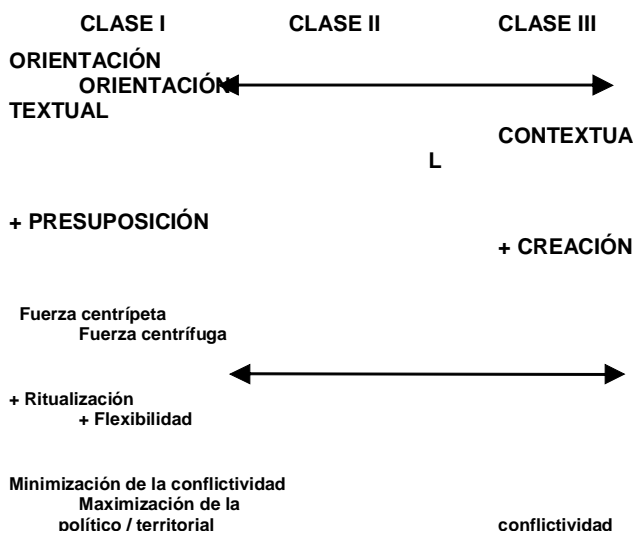 CLASE I CLASE II CLASE III
ORIENTACIÓN
ORIENTACIÓN
TEXTUAL
CONTEXTUA
L
+ PRESUPOSICIÓN
+ CREACIÓN
Fuerza centrípeta
Fuerza centrífuga
+ Ritualización
+ Flexibilidad
Minimización de la conflictividad
Maximización de la
político / territorial conflictividad